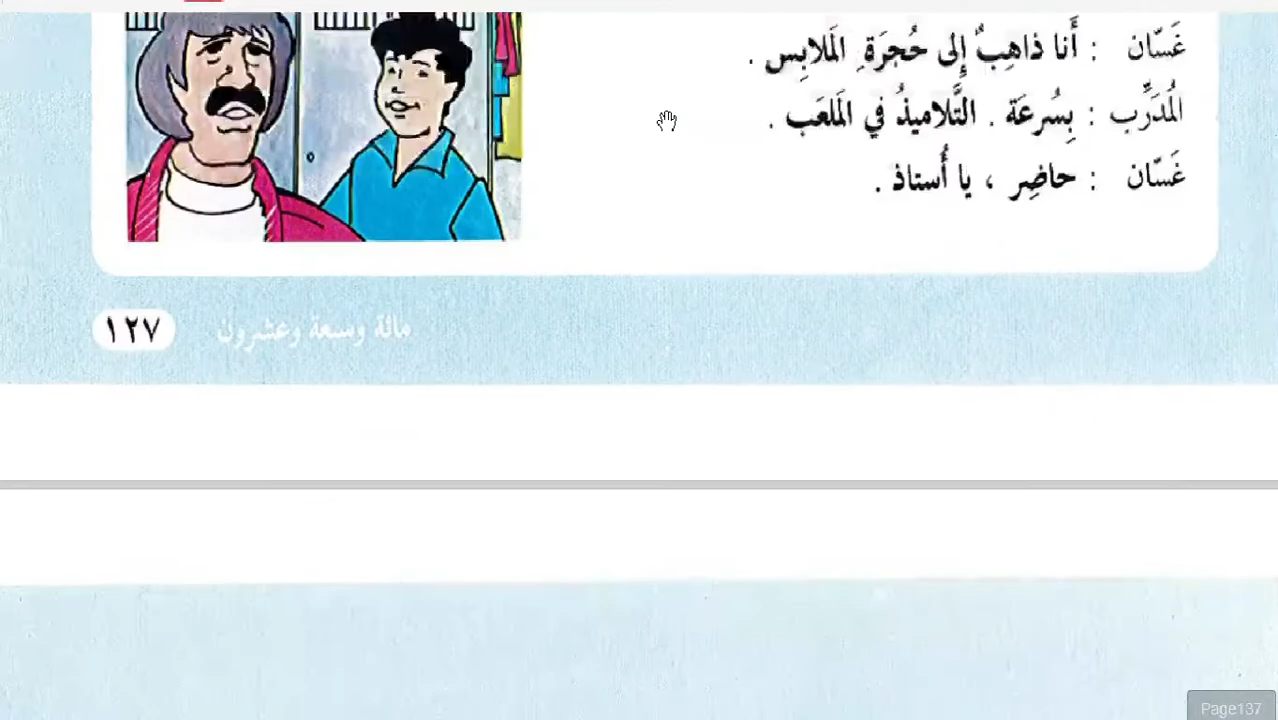 غَسّان : أَنا ذاهِبٌ إِلى حُجرَةِ المَلابِس .
المُدَرِّب : بِسُرعَة . التَّلاميذُ في المَلعَب .
غَسّان : حاضِر ، يا أُستاذ .
مائة وسبعة وعشرون ١٢٧
Page137